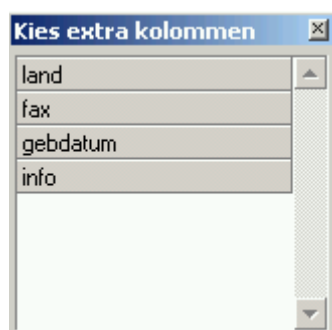 Kies extra kolommen
land
fax
gebdatum
info